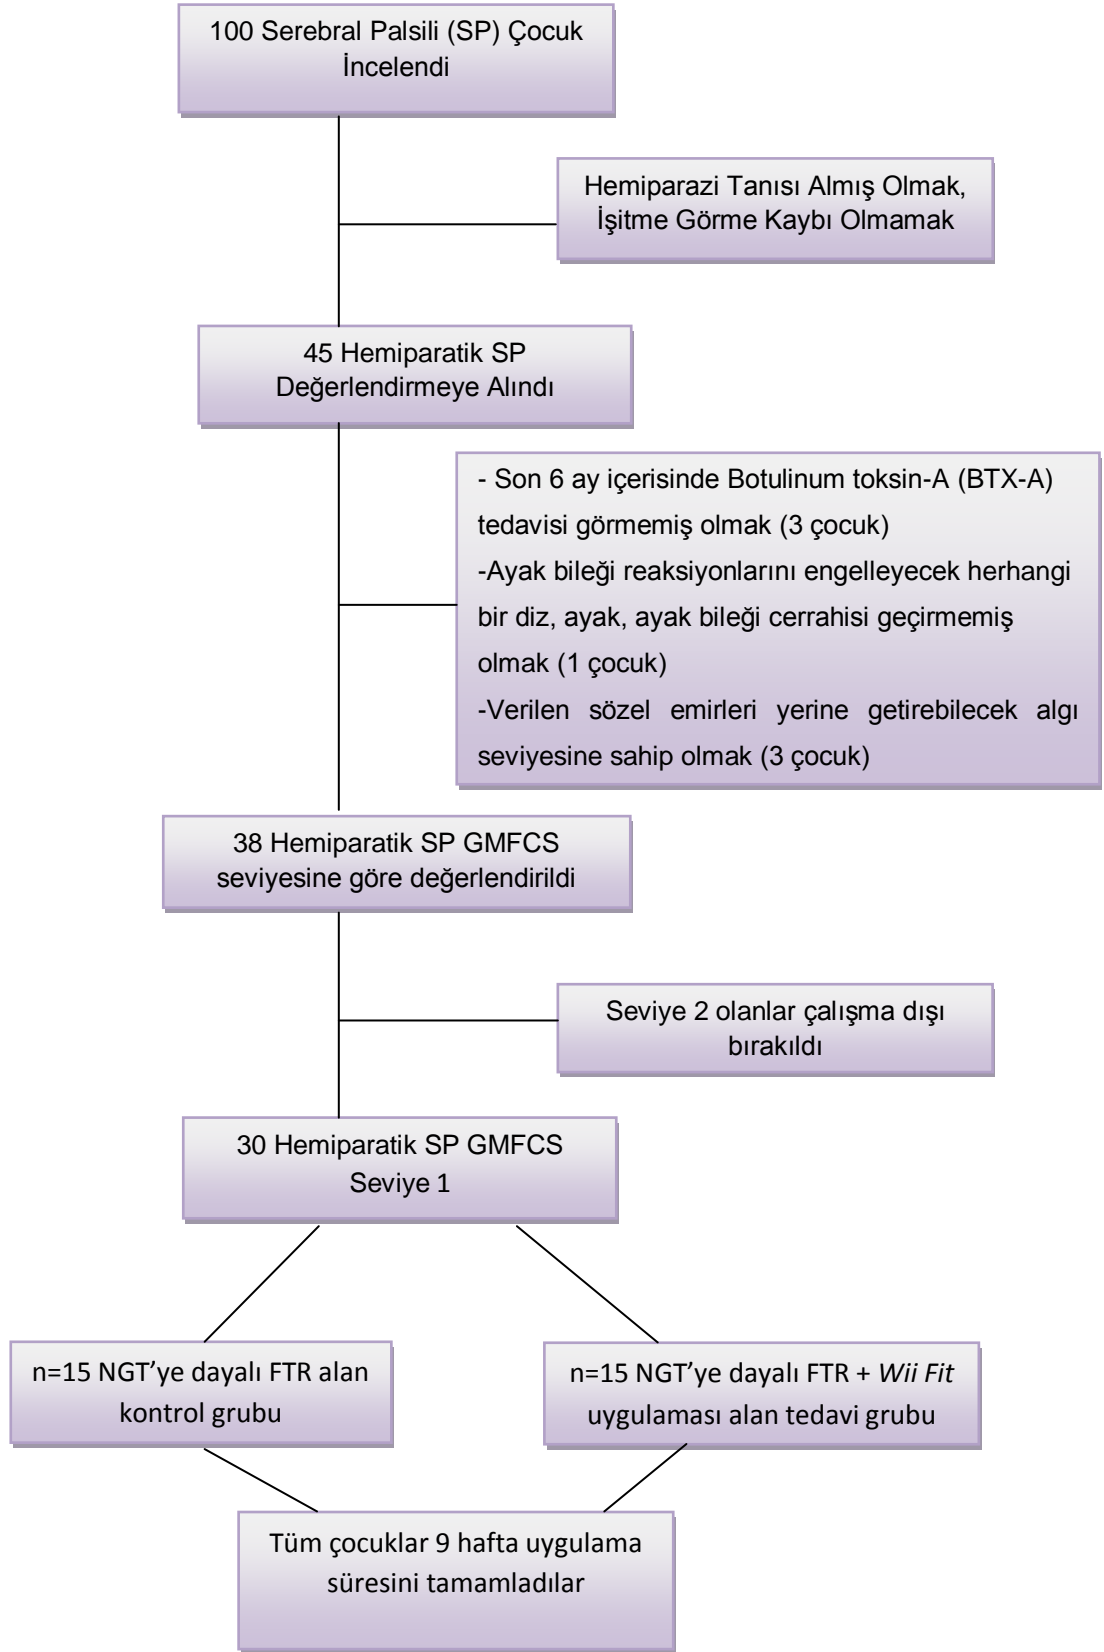 100 Serebral Palsili (SP) Çocuk
İncelendi
Hemiparazi Tanısı Almış Olmak,
İşitme Görme Kaybı Olmamak
45 Hemiparatik SP
Değerlendirmeye Alındı
- Son 6 ay içerisinde Botulinum toksin-A (BTX-A)
tedavisi görmemiş olmak (3 çocuk)
-Ayak bileği reaksiyonlarını engelleyecek herhangi
bir diz, ayak, ayak bileği cerrahisi geçirmemiş
olmak (1 çocuk)
-Verilen sözel emirleri yerine getirebilecek algı
seviyesine sahip olmak (3 çocuk)
38 Hemiparatik SP GMFCS
seviyesine göre değerlendirildi
Seviye 2 olanlar çalışma dışı
bırakıldı
30 Hemiparatik SP GMFCS
Seviye 1
n=15 NGT’ye dayalı FTR alan
kontrol grubu
n=15 NGT’ye dayalı FTR + Wii Fit
uygulaması alan tedavi grubu
Tüm çocuklar 9 hafta uygulama
süresini tamamladılar